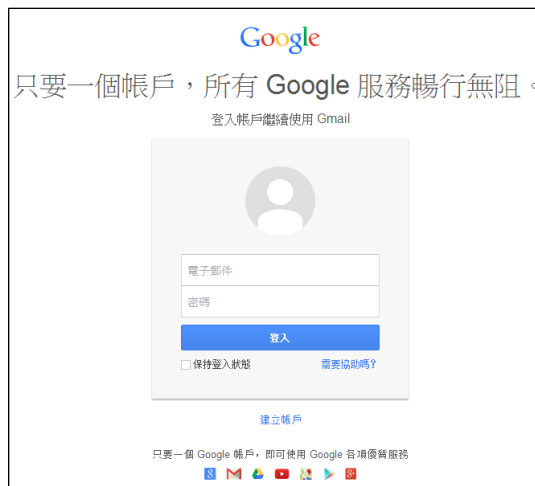 Google
只要一個帳戶，所有 Google 服務暢行無阻。
登入帳戶繼續使用 Gmail
電子郵件
密碼
登入
保持登入狀態 需要協助嗎?
建立帳戶
只要一個 Google 帳戶，即可使用 Google 各項優質服務